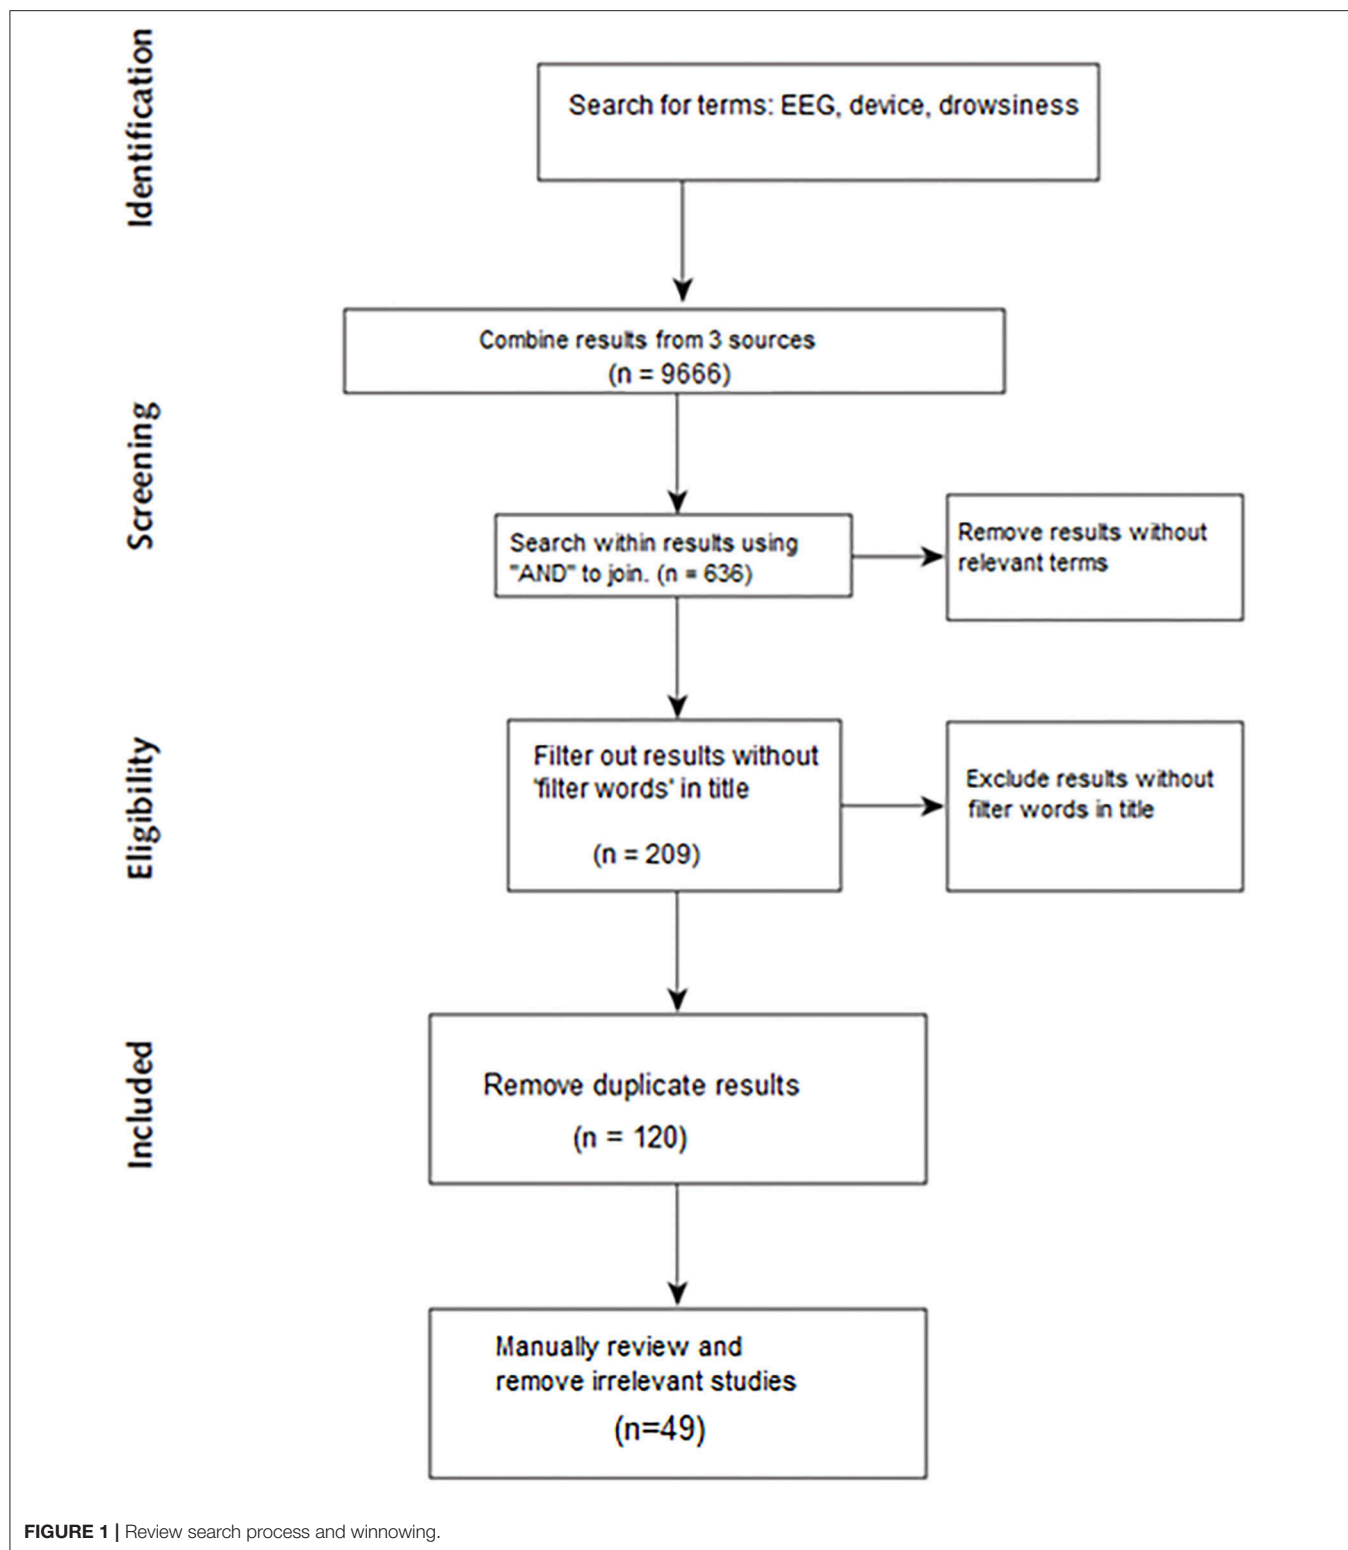 Identification
Search for terms: EEG, device, drowsiness
Combine results from 3 sources
(n = 9666)
Screening
Search within results using
"AND" to join. (n = 636)
Remove results without
relevant terms
Eligibility
Filter out results without
'filter words' in title
(n = 209)
Exclude results without
filter words in title
Included
Remove duplicate results
(n = 120)
Manually review and
remove irrelevant studies
(n=49)
FIGURE 1 | Review search process and winnowing.